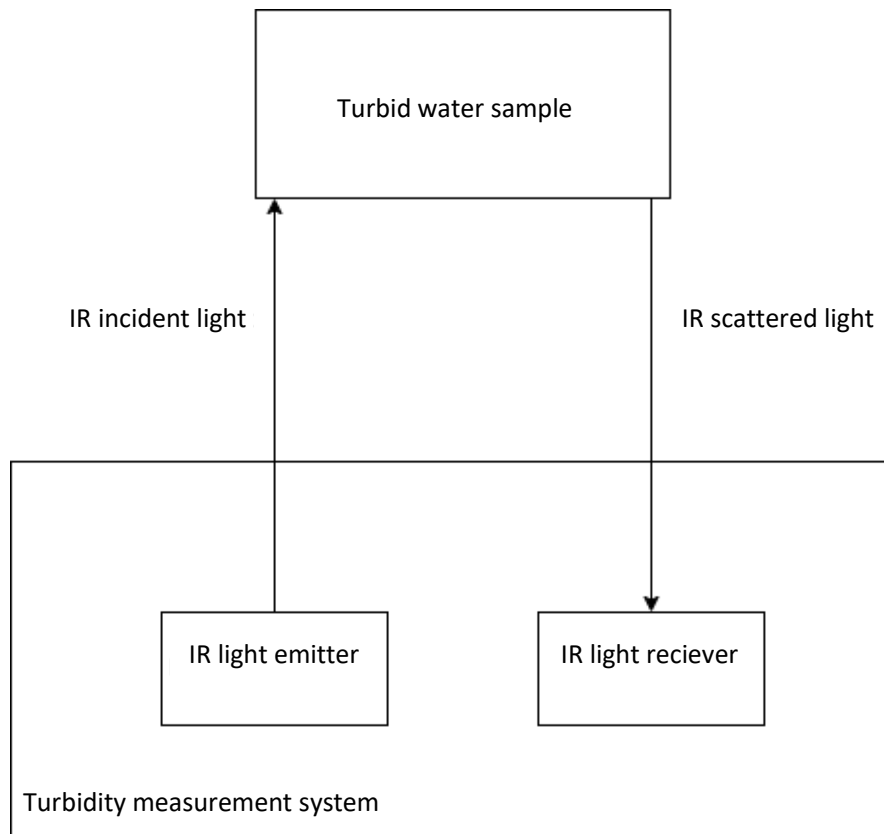 Turbid water sample
IR incident light
IR scattered light
IR light emitter
IR light reciever
Turbidity measurement system